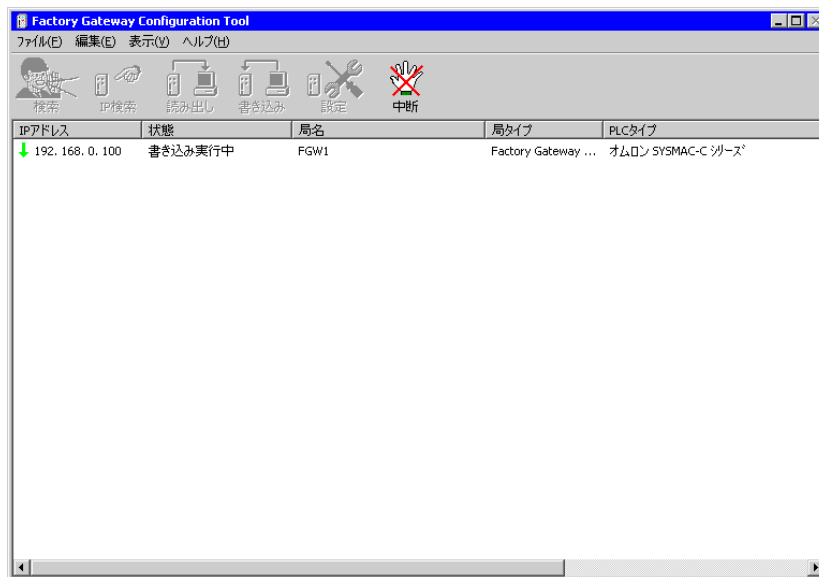 Factory Gateway Configuration Tool
ファイル(F) 編集(E) 表示(V) ヘルプ(H)
検索 IP検索 読み出し 書き込み 設定 中断
IPアドレス 状態 局名 局タイプ PLCタイプ
192.168.0.100 書き込み実行中 FGW1 Factory Gateway ... オムロン SYSMAC-C シリーズ